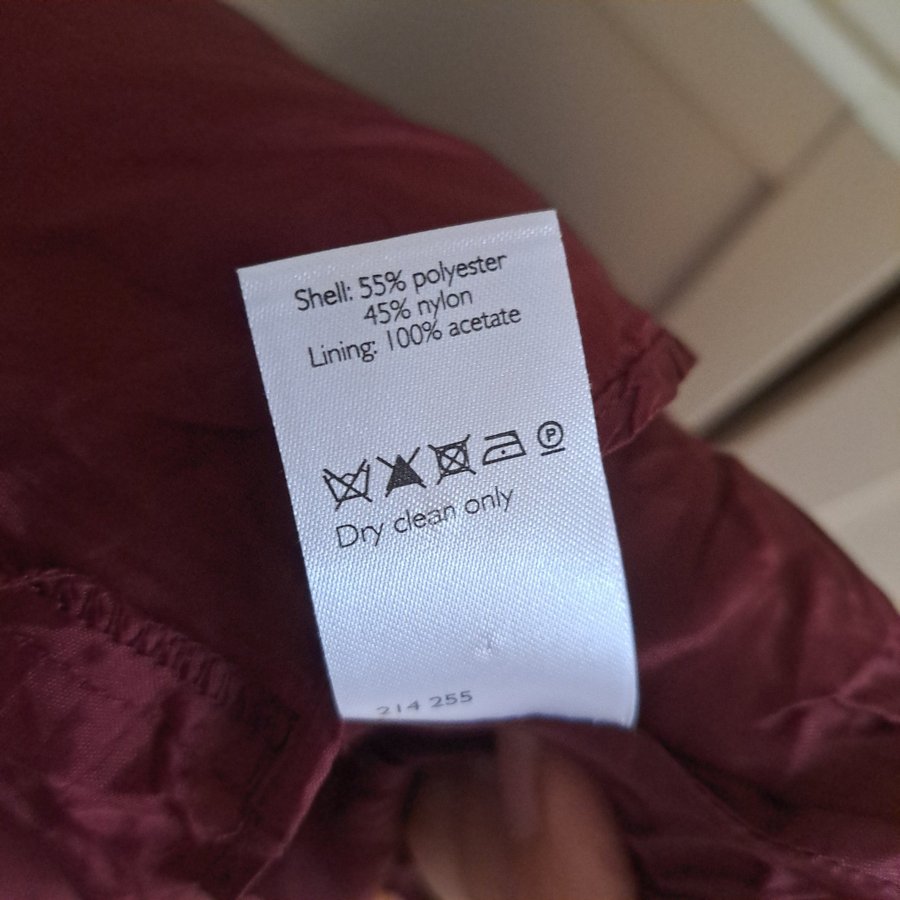 Shell: 55% polyester
45% nylon
Lining: 100% acetate
P
Dry clean only
214 255